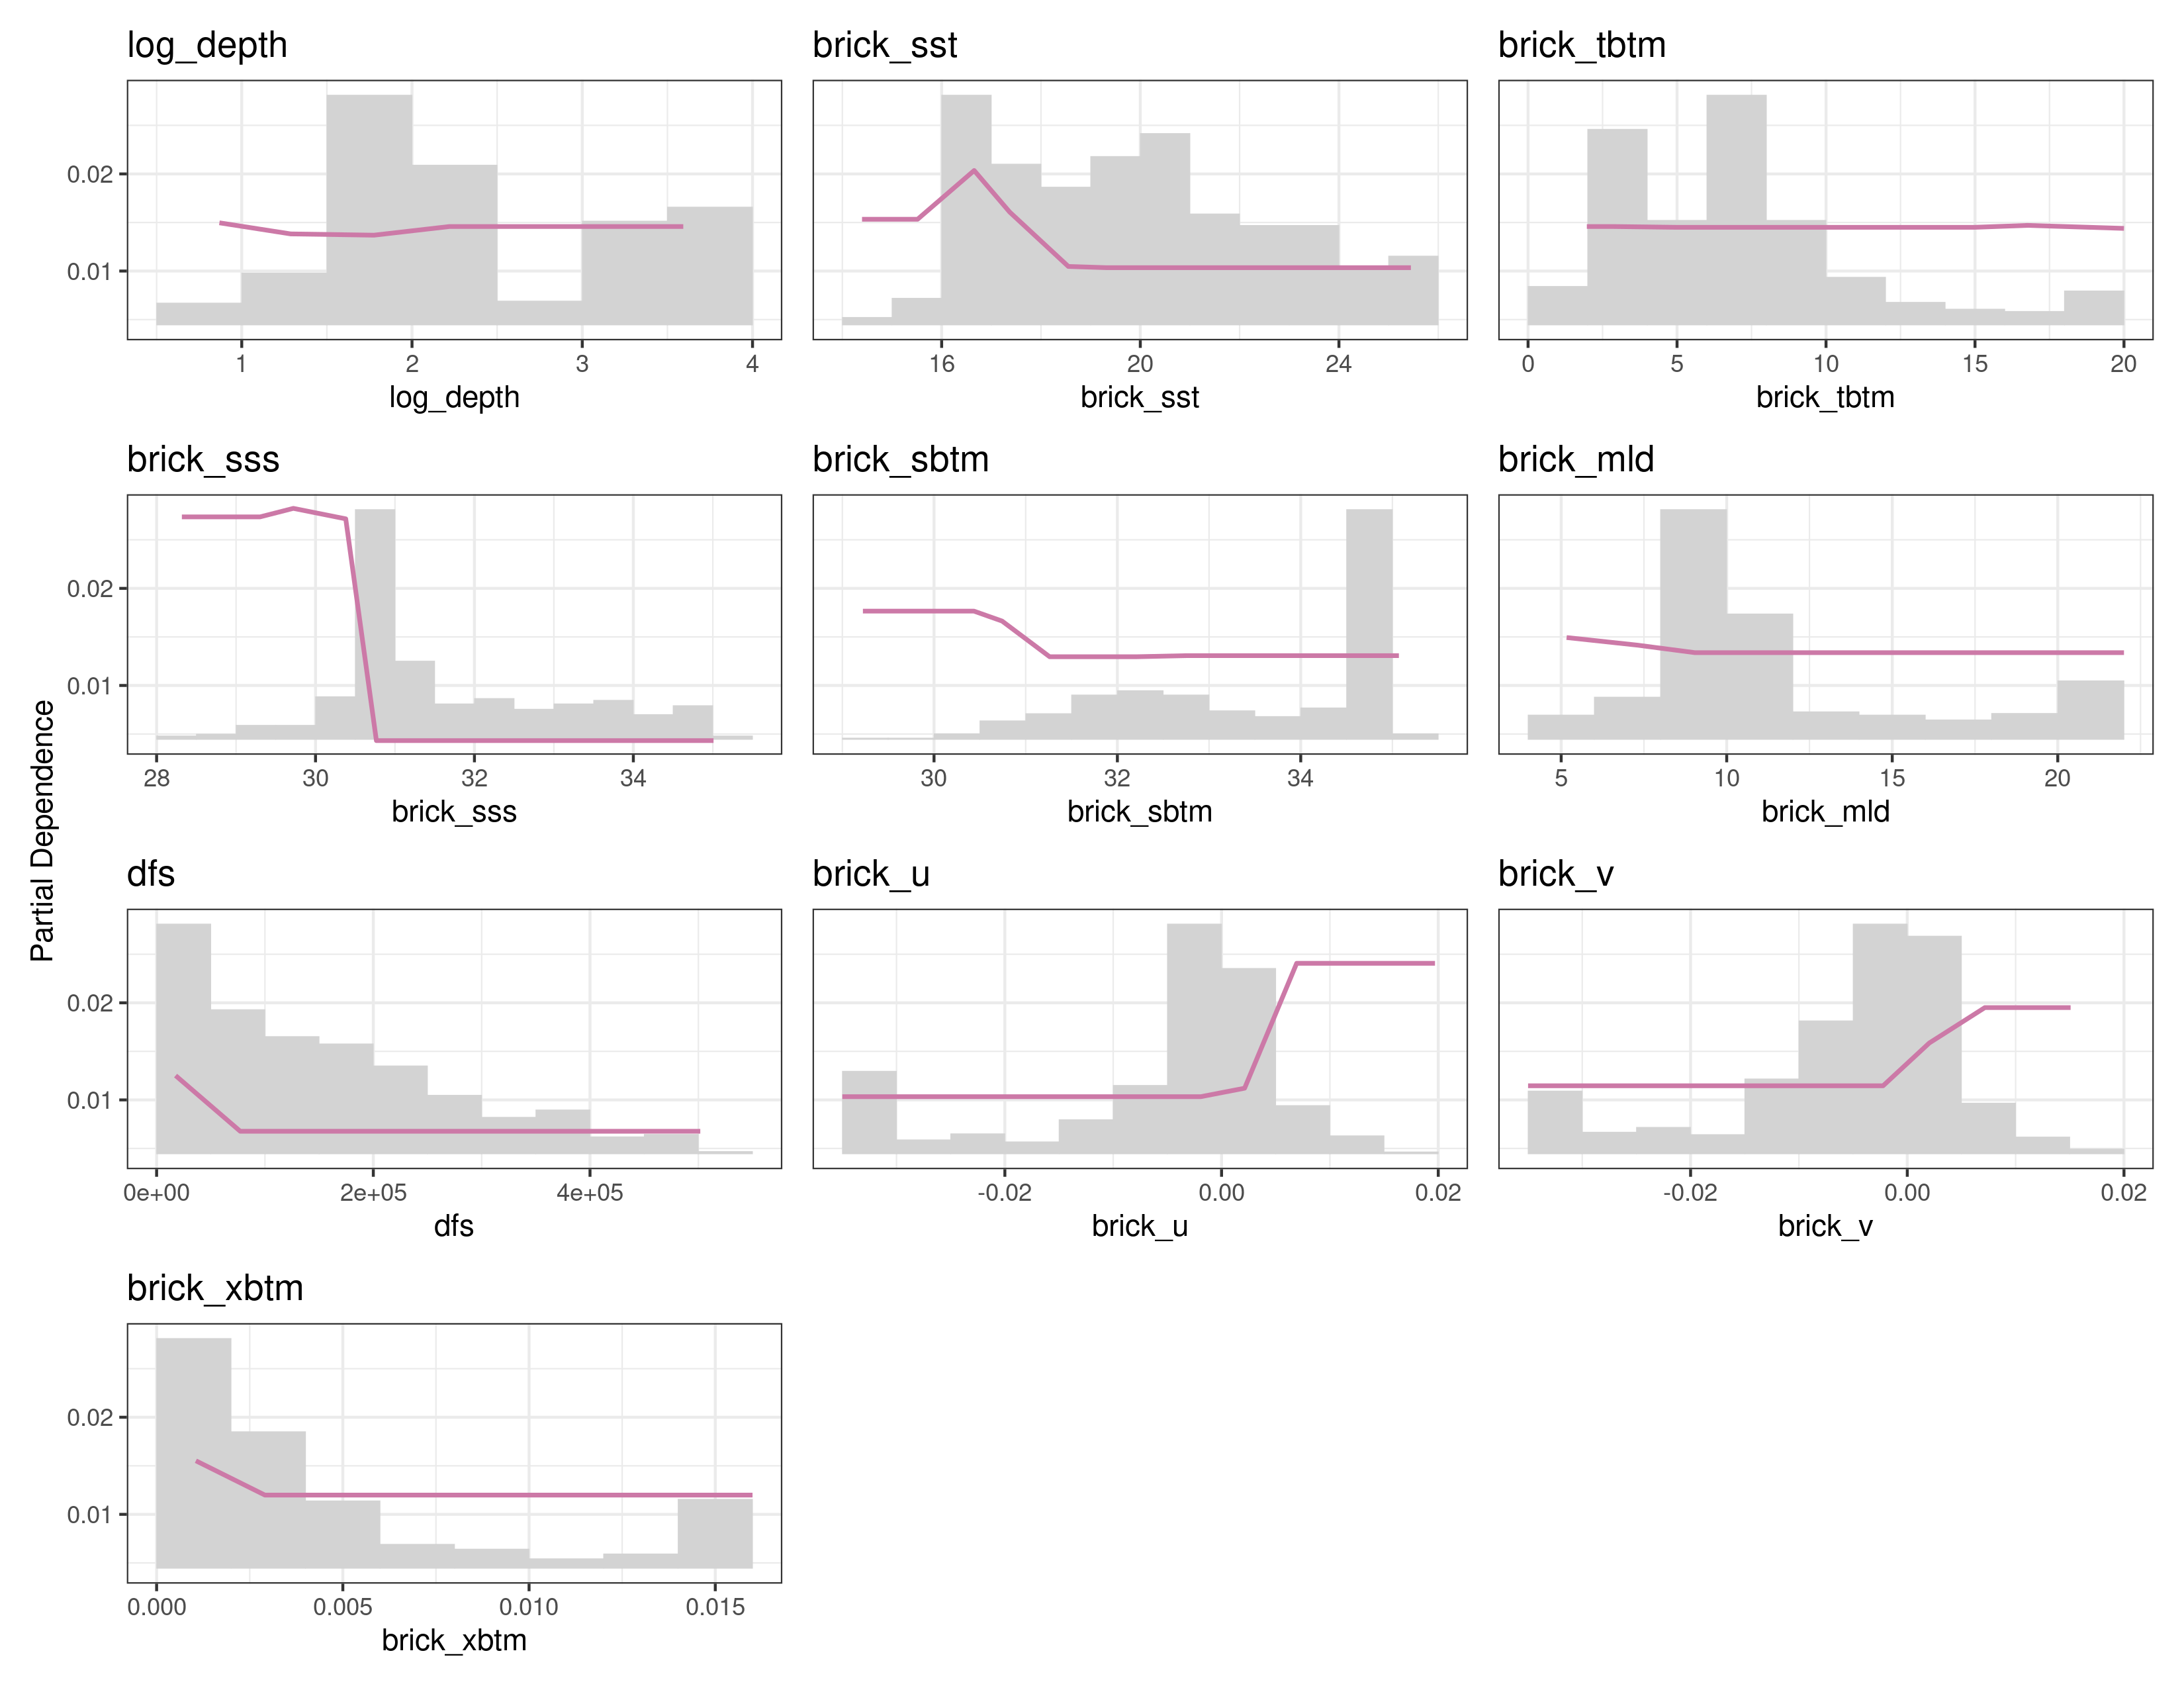 log_depth
brick_sst
brick_tbtm
0.02
0.01
1 2 3 4
16 20 24
0 5 10 15 20
log_depth
brick_sst
brick_tbtm
brick_sss
brick_sbtm
brick_mld
0.02
0.01
28 30 32 34
30 32 34
5 10 15 20
brick_sss
brick_sbtm
brick_mld
Partial Dependence
dfs
brick_u
brick_v
0.02
0.01
0e+00 2e+05 4e+05
-0.02 0.00 0.02
-0.02 0.00 0.02
dfs
brick_u
brick_v
brick_xbtm
0.02
0.01
0.000 0.005 0.010 0.015
brick_xbtm